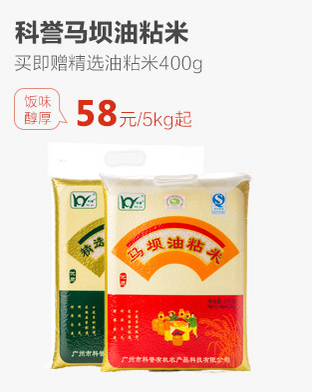 科誉马坝油粘米
买即赠精选油粘米400g
饭味
醇厚
58元/5kg起
精选
马坝油粘米
广州市科誉有机农产品科技有限公司